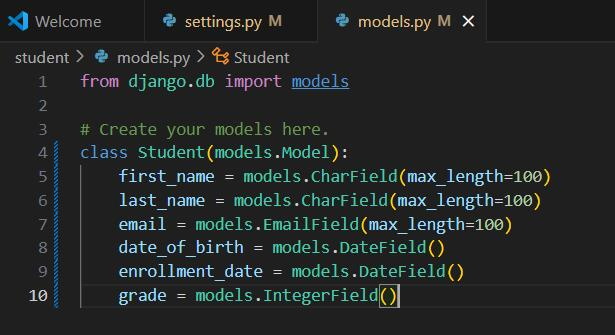 Welcome settings.py M models.py M
student > models.py > Student
1 from django.db import models
2
3 # Create your models here.
4 class Student(models.Model):
5     first_name = models.CharField(max_length=100)
6     last_name = models.CharField(max_length=100)
7     email = models.EmailField(max_length=100)
8     date_of_birth = models.DateField()
9     enrollment_date = models.DateField()
10     grade = models.IntegerField()